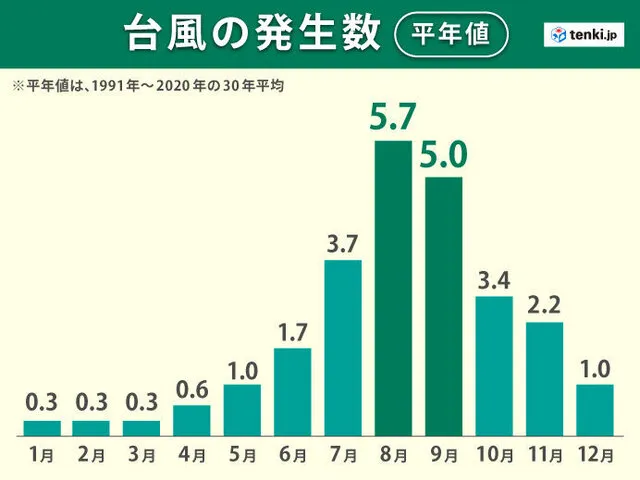 台風の発生数 平年値
tenki.jp
※平年値は、1991年～2020年の30年平均
5.7
5.0
3.7
3.4
2.2
1.7
1.0
1.0
0.6
0.3 0.3 0.3
1月 2月 3月 4月 5月 6月 7月 8月 9月 10月 11月 12月